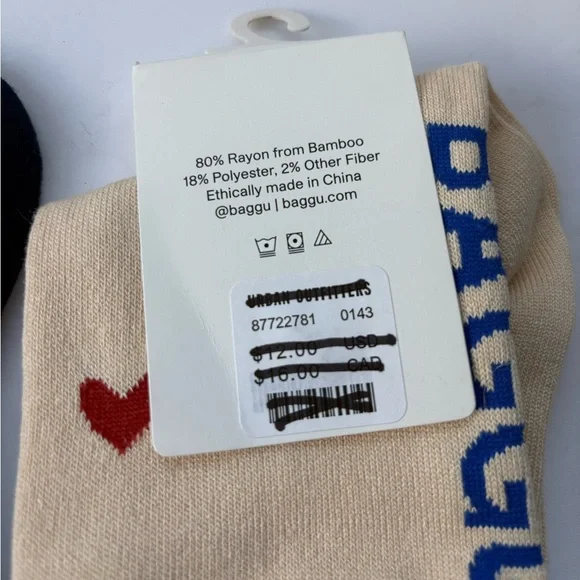 80% Rayon from Bamboo
18% Polyester, 2% Other Fiber
Ethically made in China
@baggu | baggu.com
URBAN OUTFITTERS
87722781 0143
$12.00 USD
$16.00 CAD
BAGGU